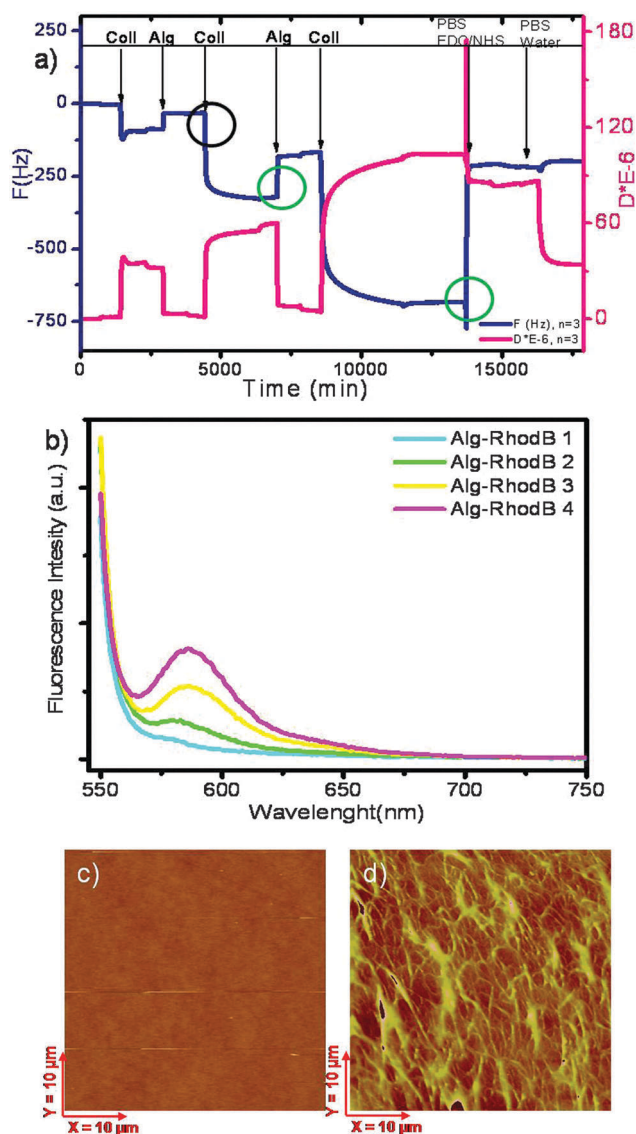 a)
250
0
-250
-500
-750
F(Hz)
Coll
Alg
Coll
Alg
Coll
PBS
EDC/NHS
PBS
Water
180
120
60
0
D*E-6
F (Hz), n=3
D*E-6, n=3
0
5000
10000
15000
Time (min)
b)
Alg-RhodB 1
Alg-RhodB 2
Alg-RhodB 3
Alg-RhodB 4
Fluorescence Intesity (a.u.)
550
600
650
700
750
Wavelenght(nm)
c)
Y = 10 µm
X = 10 µm
d)
Y = 10 µm
X = 10 µm